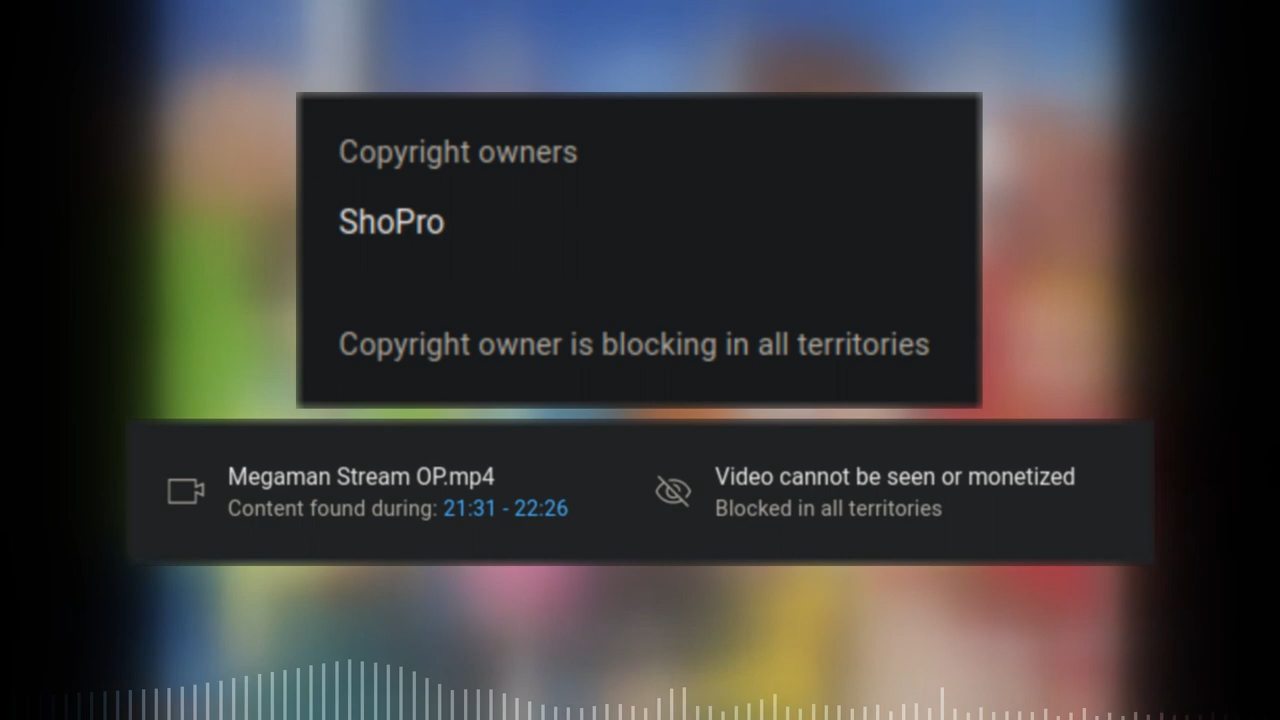 Copyright owners
ShoPro
Copyright owner is blocking in all territories
Megaman Stream OP.mp4
Content found during: 21:31 - 22:26
Video cannot be seen or monetized
Blocked in all territories